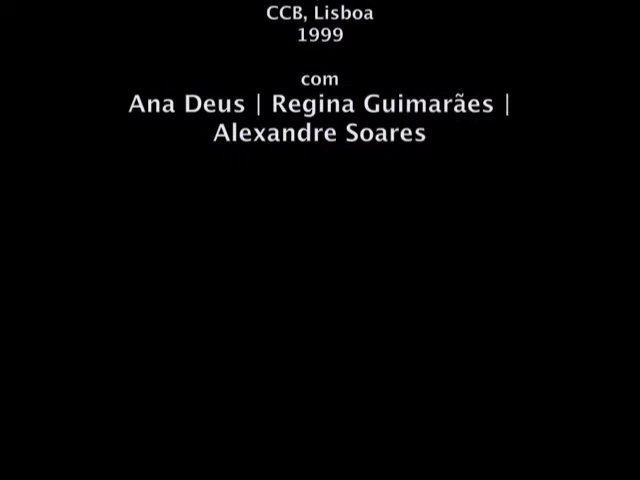 CCB, Lisboa
1999
com
Ana Deus | Regina Guimarães |
Alexandre Soares